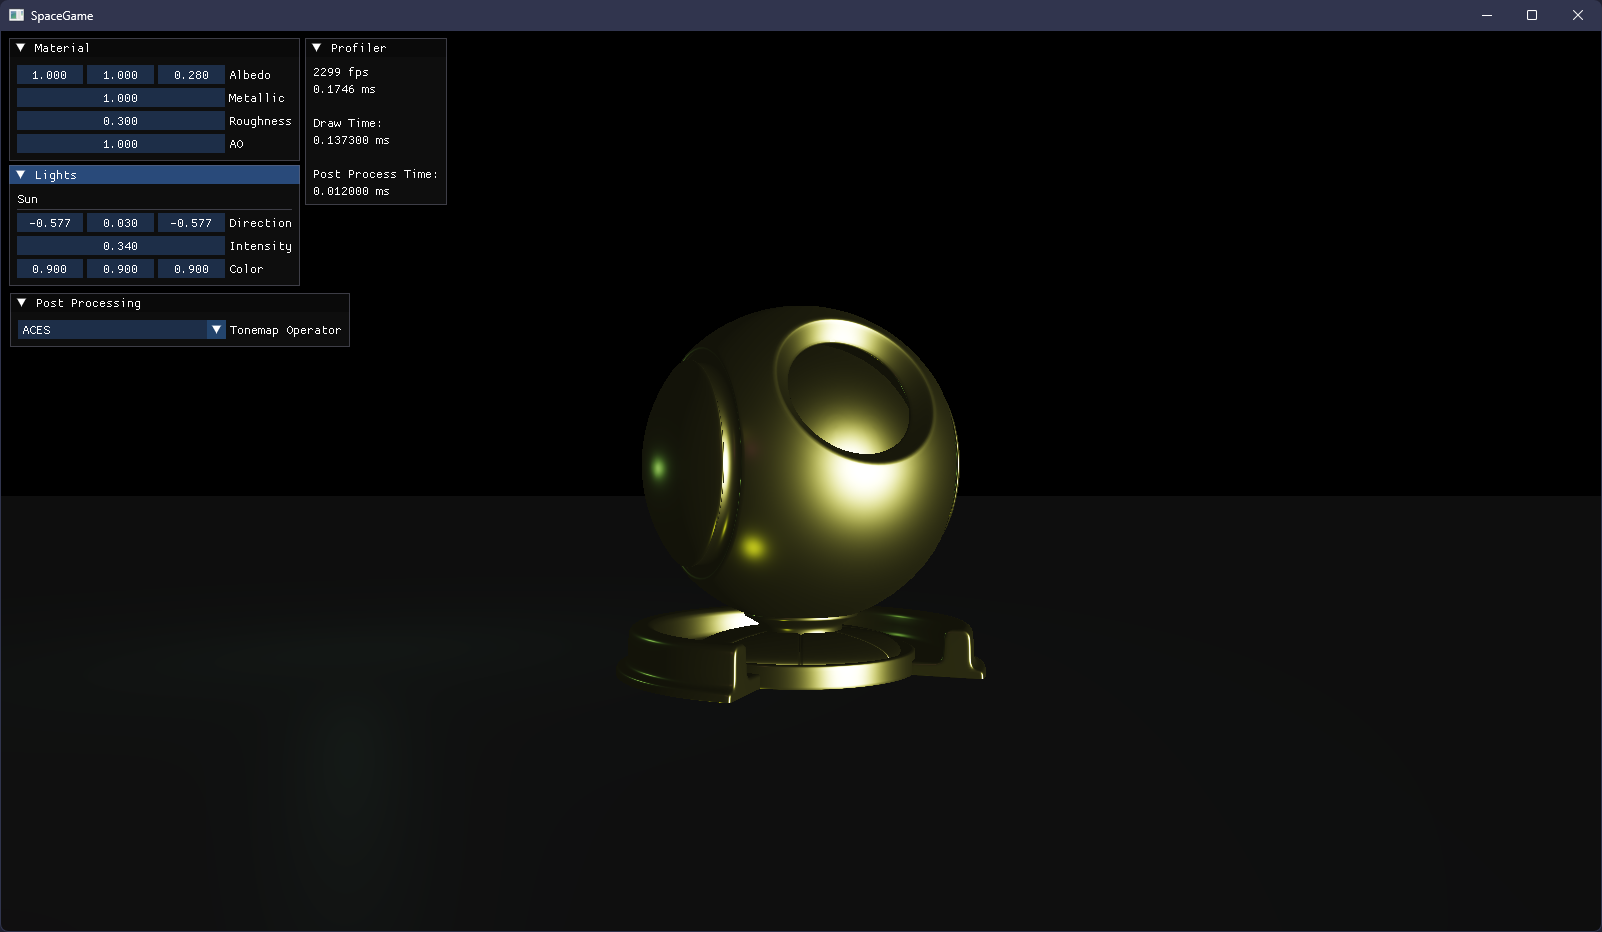 SpaceGame
Material
1.000 1.000 0.280 Albedo
1.000 Metallic
0.300 Roughness
1.000 AO
Profiler
2299 fps
0.1746 ms
Draw Time:
0.137300 ms
Post Process Time:
0.012000 ms
Lights
Sun
-0.577 0.030 -0.577 Direction
0.340 Intensity
0.900 0.900 0.900 Color
Post Processing
ACES Tonemap Operator